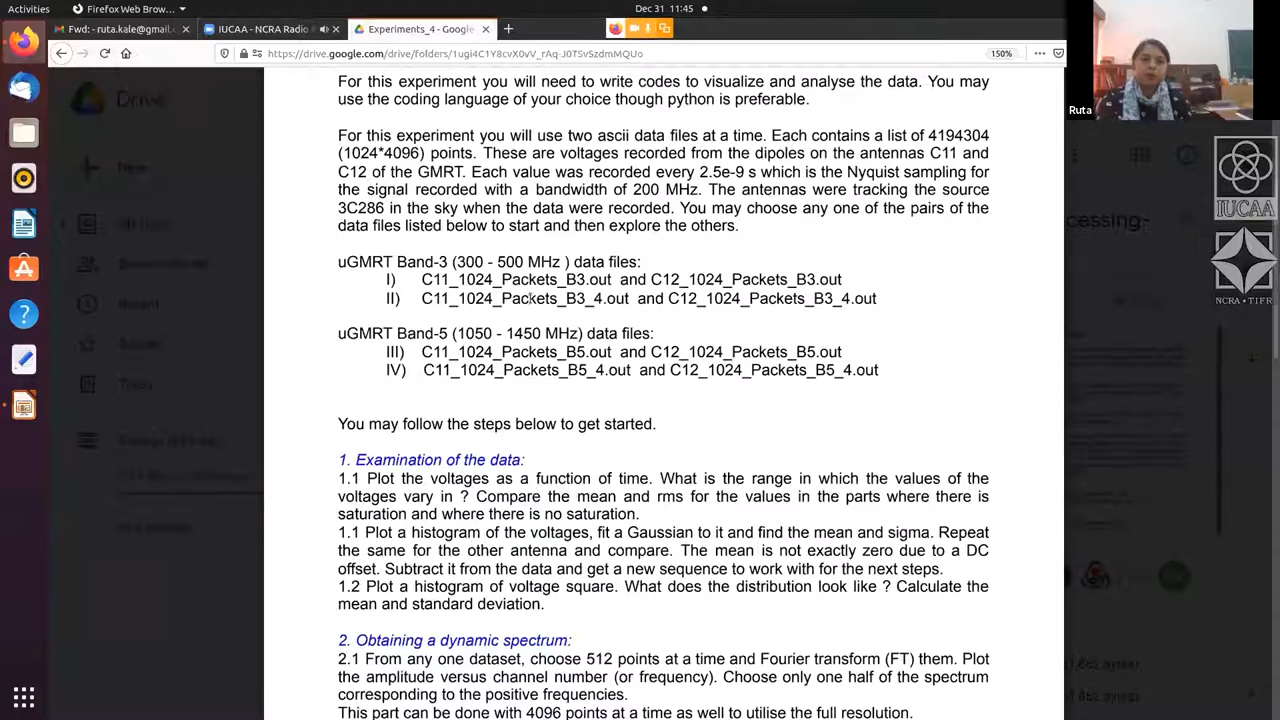 Activities
Firefox Web Brow...
Dec 31 11:45
Fwd: - ruta.kale@gmail.c
IUCAA - NCRA Radio
Experiments_4 - Google
https://drive.google.com/drive/folders/1ugi4C1Y8cvX0vV_rAq-J0TSvSzdmMQUo
150%
Ruta
Drive
New
IUCAA
NCRA • TIFR
For this experiment you will need to write codes to visualize and analyse the data. You may
use the coding language of your choice though python is preferable.
For this experiment you will use two ascii data files at a time. Each contains a list of 4194304
(1024*4096) points. These are voltages recorded from the dipoles on the antennas C11 and
C12 of the GMRT. Each value was recorded every 2.5e-9 s which is the Nyquist sampling for
the signal recorded with a bandwidth of 200 MHz. The antennas were tracking the source
3C286 in the sky when the data were recorded. You may choose any one of the pairs of the
data files listed below to start and then explore the others.
uGMRT Band-3 (300 - 500 MHz ) data files:
I) C11_1024_Packets_B3.out and C12_1024_Packets_B3.out
II) C11_1024_Packets_B3_4.out and C12_1024_Packets_B3_4.out
uGMRT Band-5 (1050 - 1450 MHz) data files:
III) C11_1024_Packets_B5.out and C12_1024_Packets_B5.out
IV) C11_1024_Packets_B5_4.out and C12_1024_Packets_B5_4.out
You may follow the steps below to get started.
1. Examination of the data:
1.1 Plot the voltages as a function of time. What is the range in which the values of the
voltages vary in ? Compare the mean and rms for the values in the parts where there is
saturation and where there is no saturation.
1.1 Plot a histogram of the voltages, fit a Gaussian to it and find the mean and sigma. Repeat
the same for the other antenna and compare. The mean is not exactly zero due to a DC
offset. Subtract it from the data and get a new sequence to work with for the next steps.
1.2 Plot a histogram of voltage square. What does the distribution look like ? Calculate the
mean and standard deviation.
2. Obtaining a dynamic spectrum:
2.1 From any one dataset, choose 512 points at a time and Fourier transform (FT) them. Plot
the amplitude versus channel number (or frequency). Choose only one half of the spectrum
corresponding to the positive frequencies.
This part can be done with 4096 points at a time as well to utilise the full resolution.